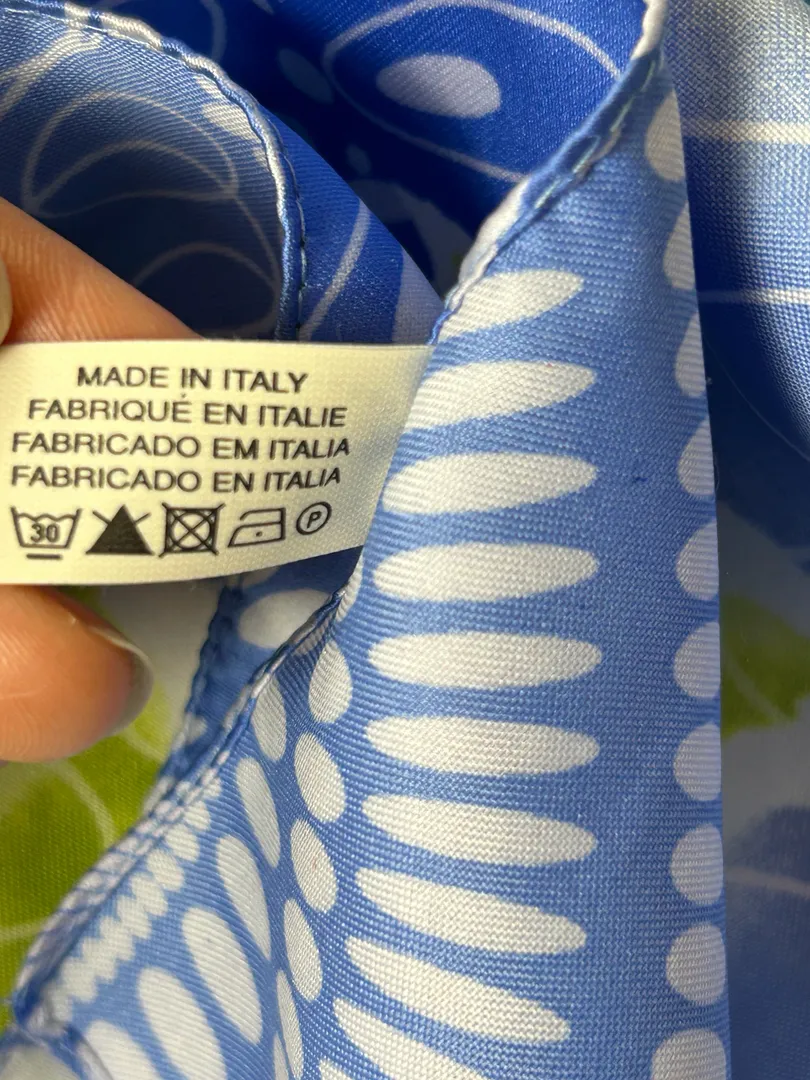 MADE IN ITALY
FABRIQUÉ EN ITALIE
FABRICADO EM ITALIA
FABRICADO EN ITALIA
30 P